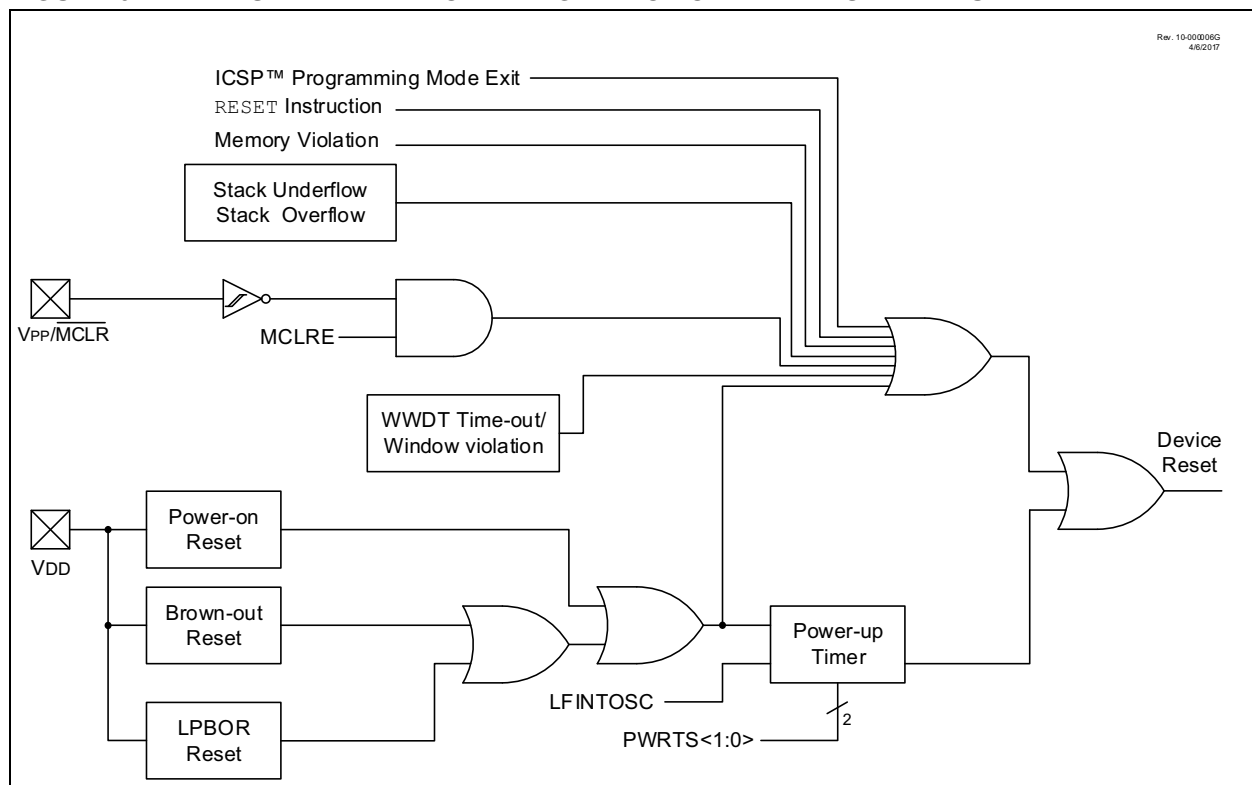 Rev. 10-000006G
4/6/2017
ICSP™ Programming Mode Exit
RESET Instruction
Memory Violation
Stack Underflow
Stack Overflow
VPP/MCLR
MCLRE
WWDT Time-out/
Window violation
Device
Reset
Power-on
Reset
VDD
Brown-out
Reset
Power-up
Timer
LFINTOSC
LPBOR
Reset
2
PWRTS<1:0>